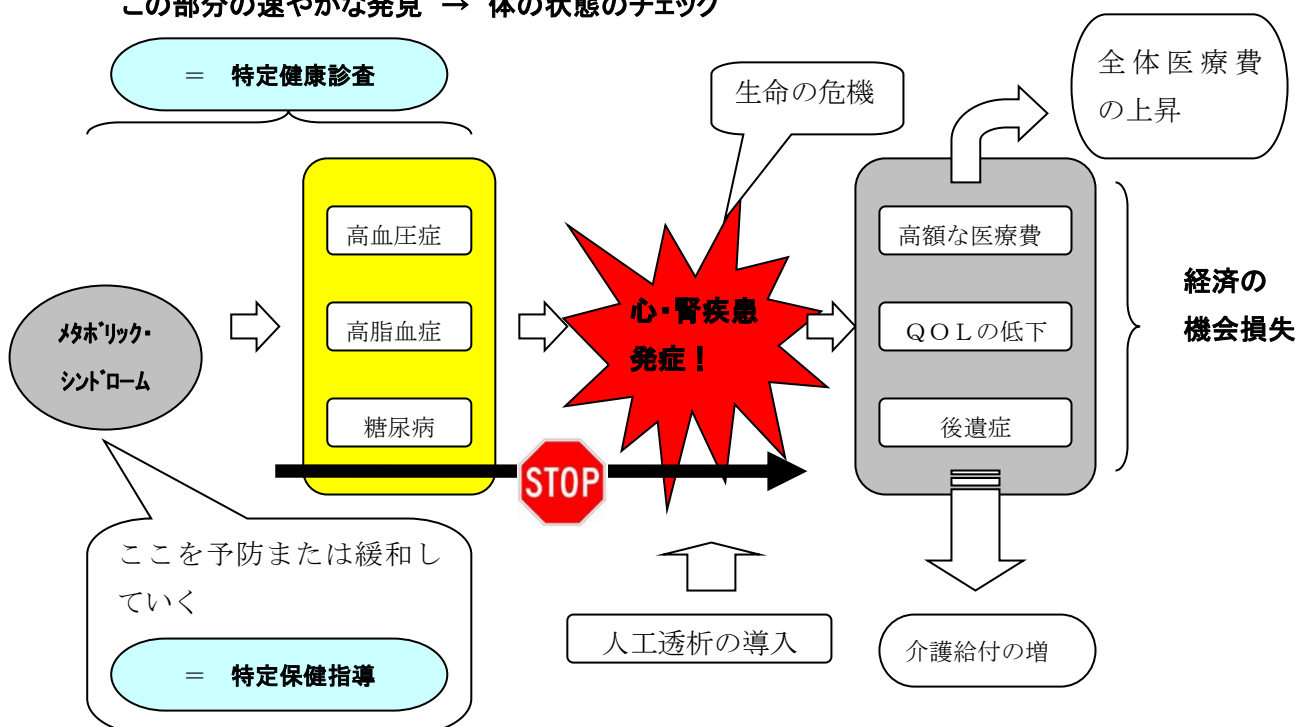 この部分の速やかな発見 → 体の状態のチェック
＝ 特定健康診査
生命の危機
全体医療費
の上昇
高血圧症
高脂血症
糖尿病
メタボリック・
シンドローム
心・腎疾患
発症！
高額な医療費
ＱＯＬの低下
後遺症
経済の
機会損失
STOP
ここを予防または緩和し
ていく
＝ 特定保健指導
人工透析の導入
介護給付の増